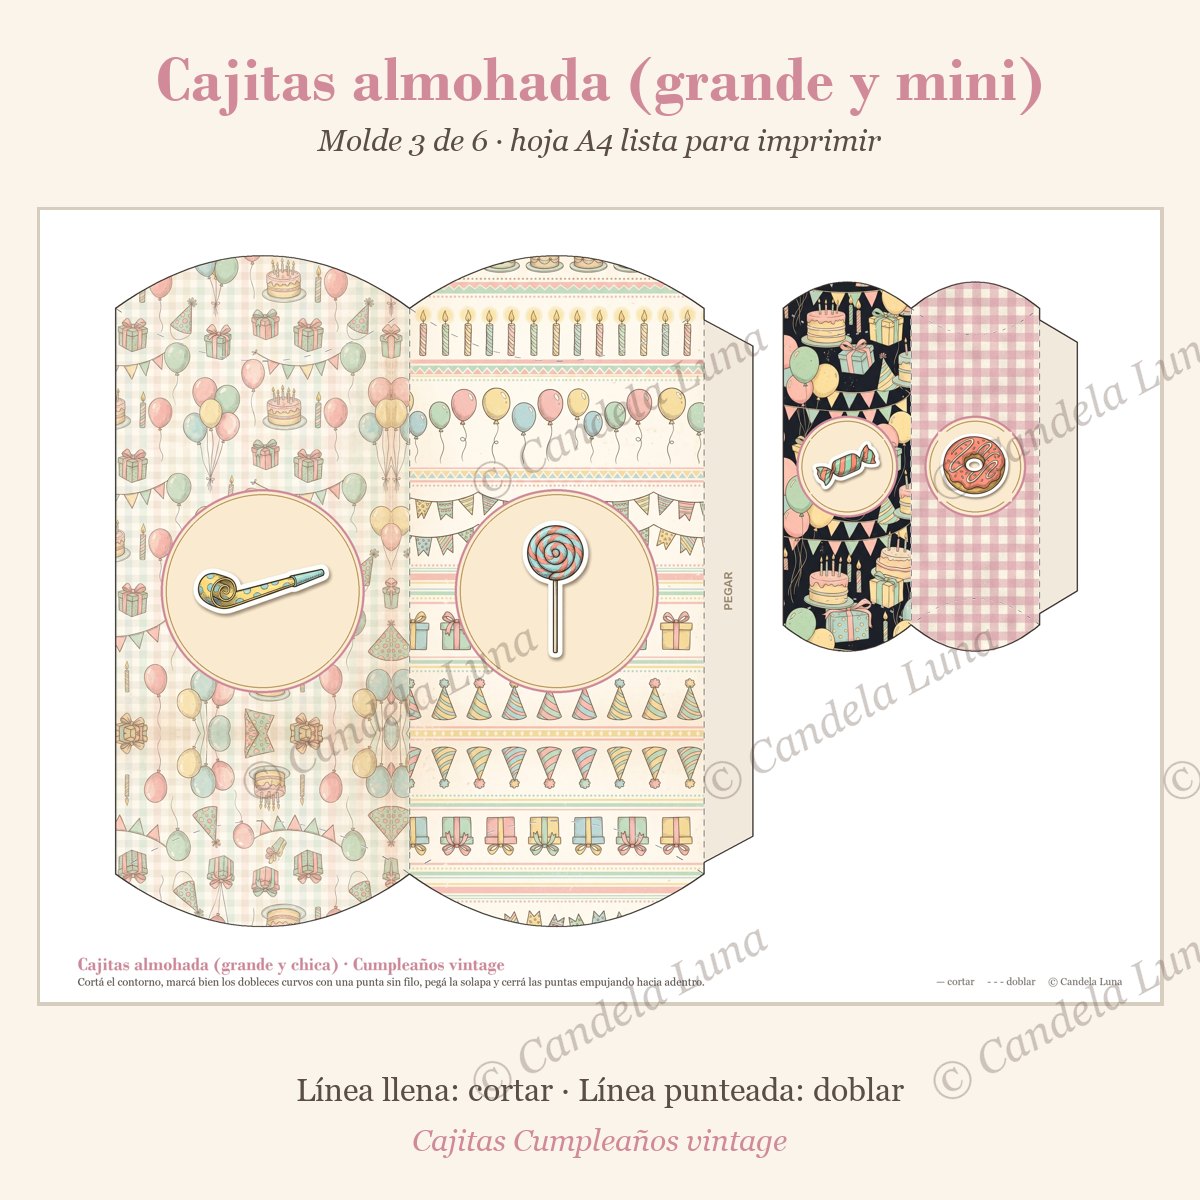 Cajitas almohada (grande y mini)
Molde 3 de 6 · hoja A4 lista para imprimir
PEGAR
© Candela Luna
© Candela Luna
© Candela Luna
© Candela Luna
© Candela Luna
© Candela Luna
©
Cajitas almohada (grande y chica) · Cumpleaños vintage
Cortá el contorno, marcá bien los dobleces curvos con una punta sin filo, pegá la solapa y cerrá las puntas empujando hacia adentro.
— cortar - - - doblar © Candela Luna
Línea llena: cortar · Línea punteada: doblar
Cajitas Cumpleaños vintage